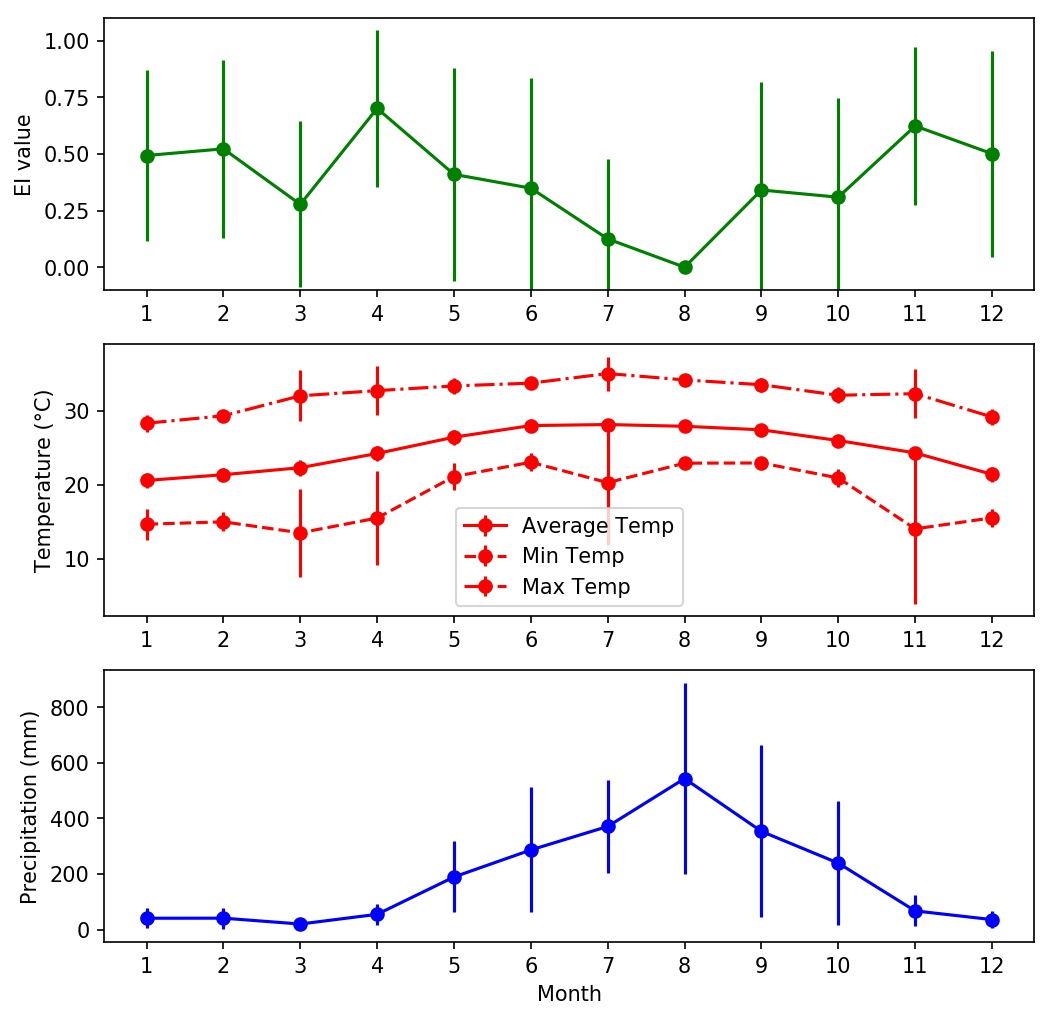 EI value
1.00
0.75
0.50
0.25
0.00
1 2 3 4 5 6 7 8 9 10 11 12
Temperature (°C)
30
20
10
Average Temp
Min Temp
Max Temp
1 2 3 4 5 6 7 8 9 10 11 12
Precipitation (mm)
800
600
400
200
0
1 2 3 4 5 6 7 8 9 10 11 12
Month